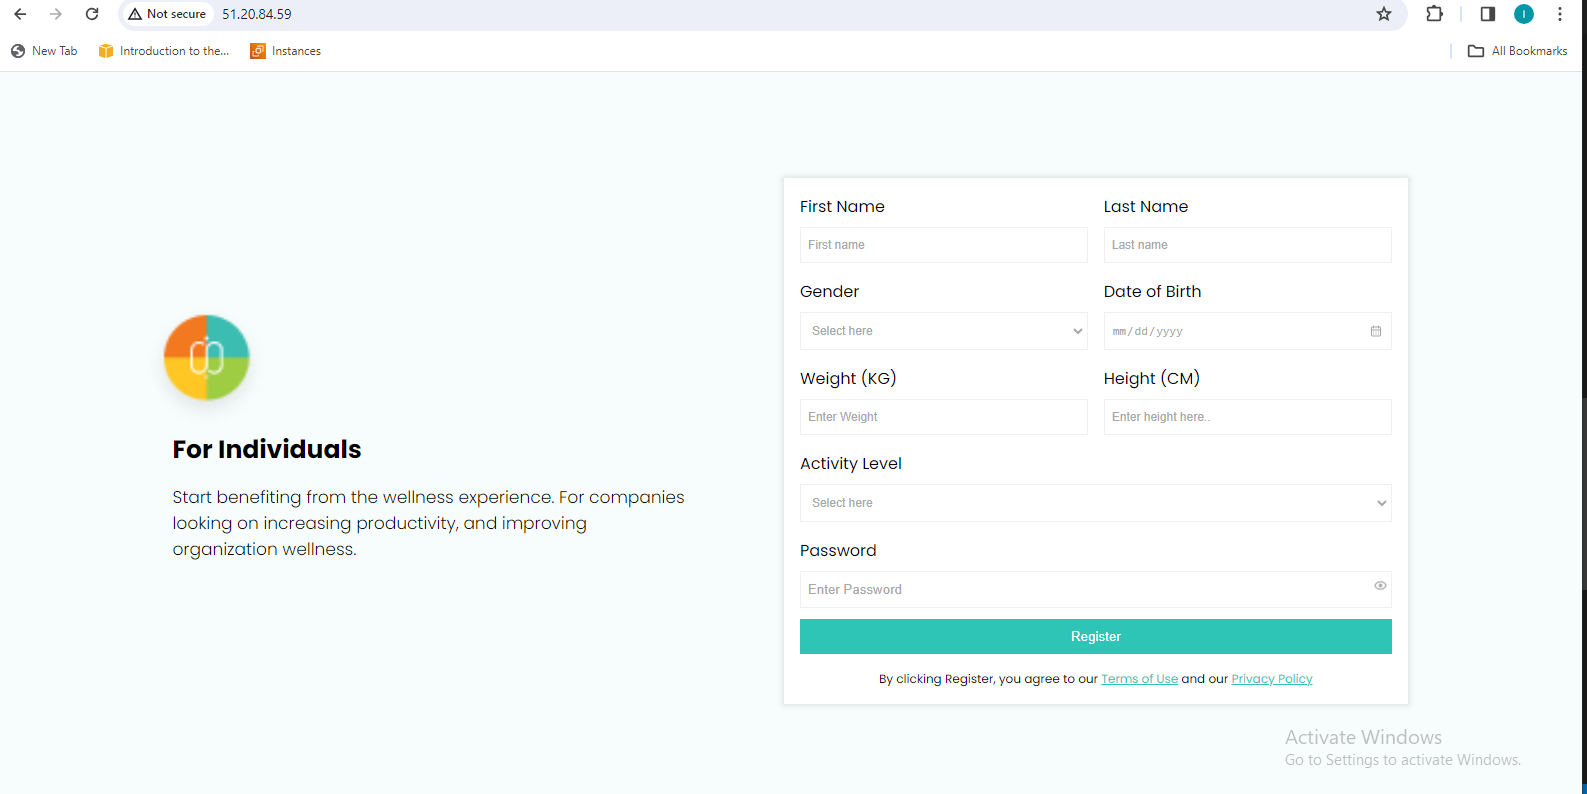 Not secure 51.20.84.59
New Tab Introduction to the... Instances All Bookmarks
First Name Last Name
First name Last name
Gender Date of Birth
Select here mm/dd/yyyy
Weight (KG) Height (CM)
Enter Weight Enter height here..
Activity Level
Select here
Password
Enter Password
Register
By clicking Register, you agree to our Terms of Use and our Privacy Policy
For Individuals
Start benefiting from the wellness experience. For companies
looking on increasing productivity, and improving
organization wellness.
Activate Windows
Go to Settings to activate Windows.